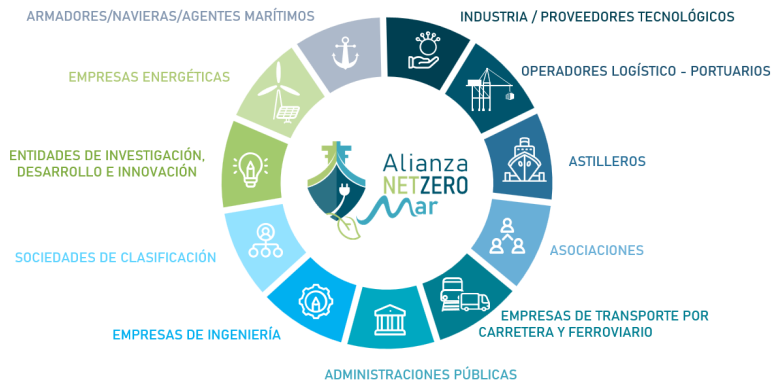 ARMADORES/NAVIERAS/AGENTES MARÍTIMOS
INDUSTRIA / PROVEEDORES TECNOLÓGICOS
EMPRESAS ENERGÉTICAS
OPERADORES LOGÍSTICO - PORTUARIOS
ENTIDADES DE INVESTIGACIÓN,
DESARROLLO E INNOVACIÓN
ASTILLEROS
Alianza
NETZERO
Mar
SOCIEDADES DE CLASIFICACIÓN
ASOCIACIONES
EMPRESAS DE INGENIERÍA
EMPRESAS DE TRANSPORTE POR
CARRETERA Y FERROVIARIO
ADMINISTRACIONES PÚBLICAS